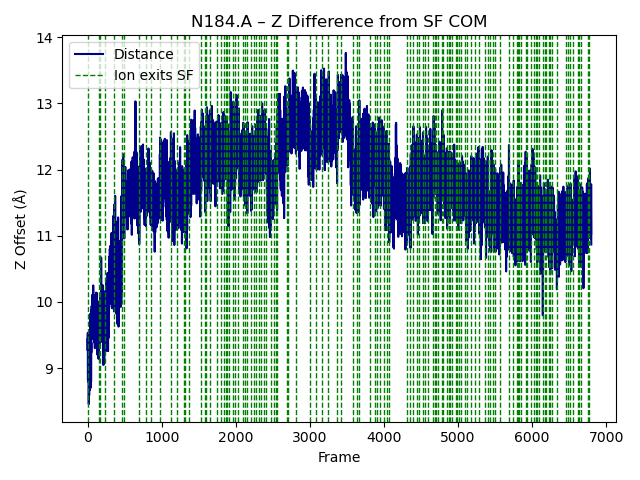 N184.A – Z Difference from SF COM
Distance
Ion exits SF
Z Offset (Å)
14
13
12
11
10
9
0 1000 2000 3000 4000 5000 6000 7000
Frame